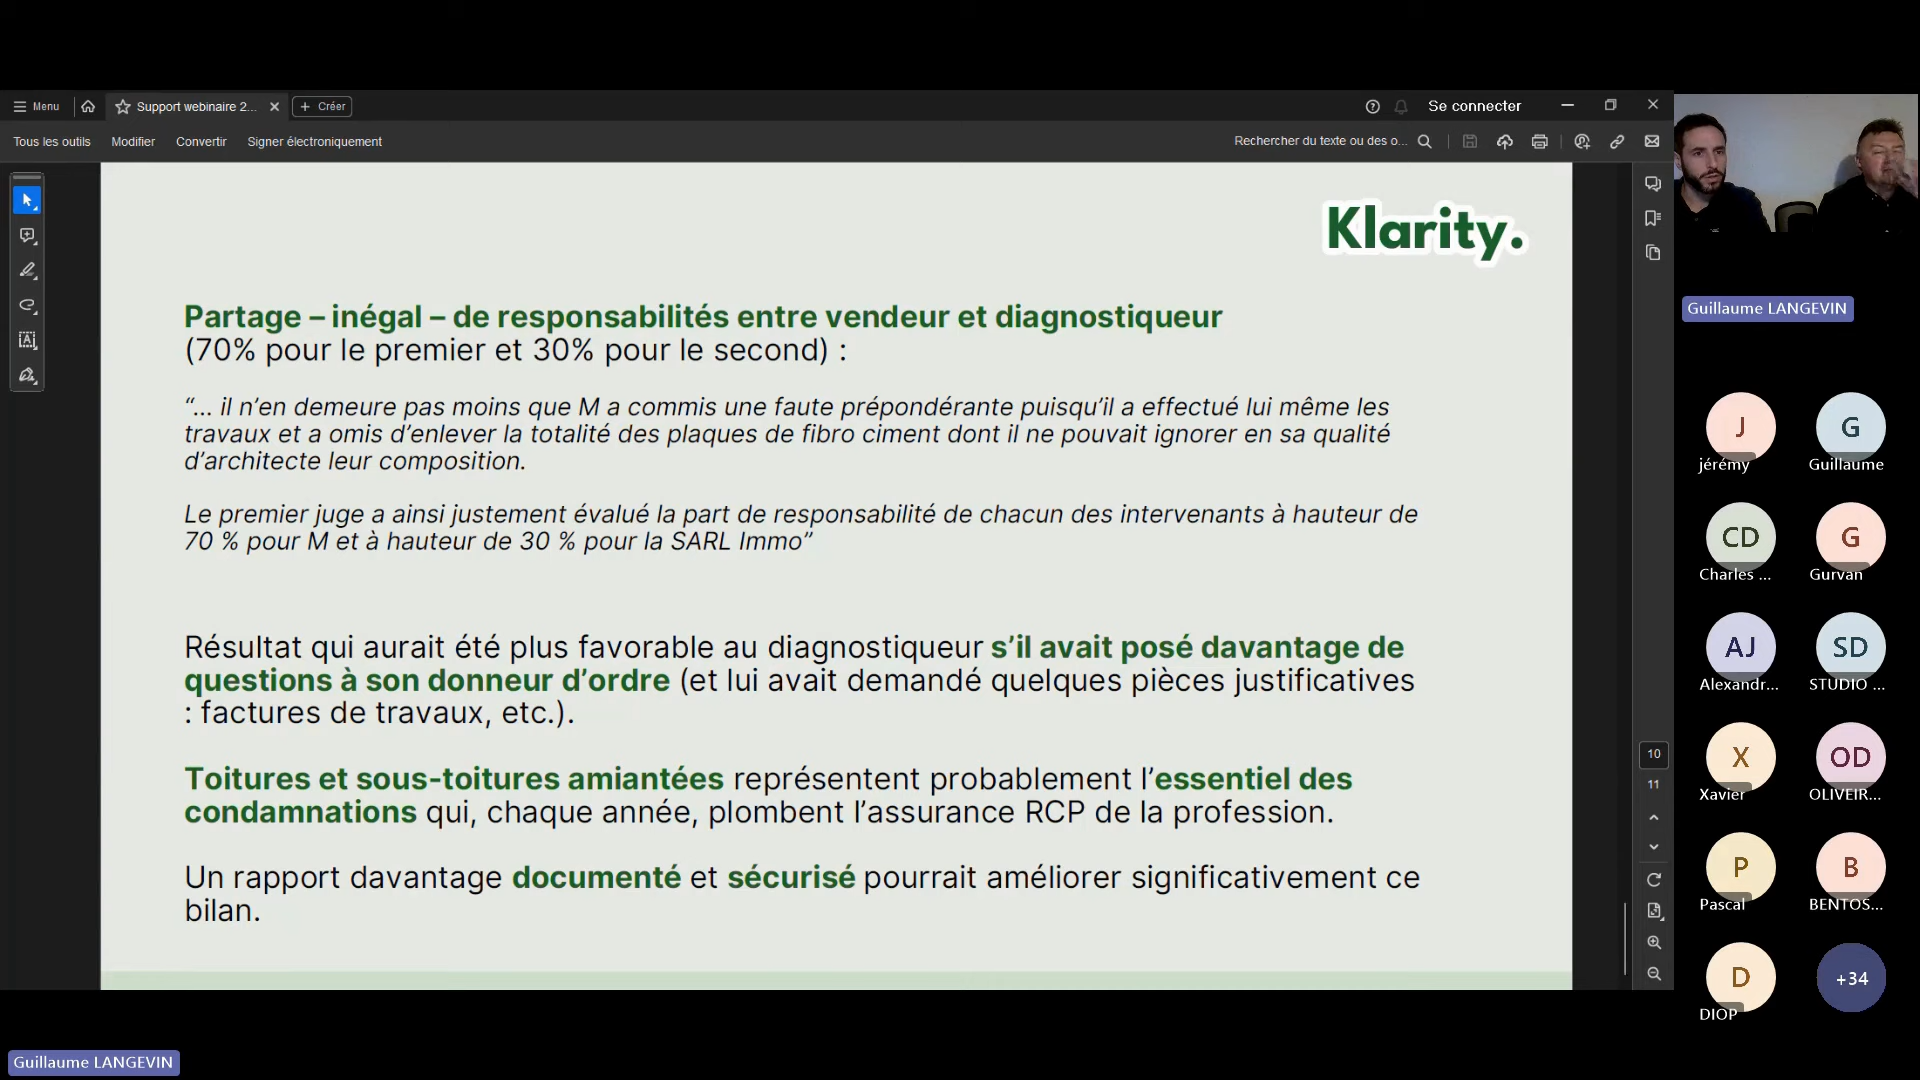 Menu
Support webinaire 2...
Créer
Se connecter
Tous les outils
Modifier
Convertir
Signer électroniquement
Rechercher du texte ou des o...
Klarity.
Partage – inégal – de responsabilités entre vendeur et diagnostiqueur
(70% pour le premier et 30% pour le second) :
“... il n’en demeure pas moins que M a commis une faute prépondérante puisqu’il a effectué lui même les
travaux et a omis d’enlever la totalité des plaques de fibro ciment dont il ne pouvait ignorer en sa qualité
d’architecte leur composition.
Le premier juge a ainsi justement évalué la part de responsabilité de chacun des intervenants à hauteur de
70 % pour M et à hauteur de 30 % pour la SARL Immo”
Résultat qui aurait été plus favorable au diagnostiqueur s’il avait posé davantage de
questions à son donneur d’ordre (et lui avait demandé quelques pièces justificatives
: factures de travaux, etc.).
Toitures et sous-toitures amiantées représentent probablement l’essentiel des
condamnations qui, chaque année, plombent l’assurance RCP de la profession.
Un rapport davantage documenté et sécurisé pourrait améliorer significativement ce
bilan.
10
11
Guillaume LANGEVIN
J
jérémy
G
Guillaume
CD
Charles ...
G
Gurvan
AJ
Alexandr...
SD
STUDIO ...
X
Xavier
OD
OLIVEIR...
P
Pascal
B
BENTOS...
D
DIOP
+34
Guillaume LANGEVIN